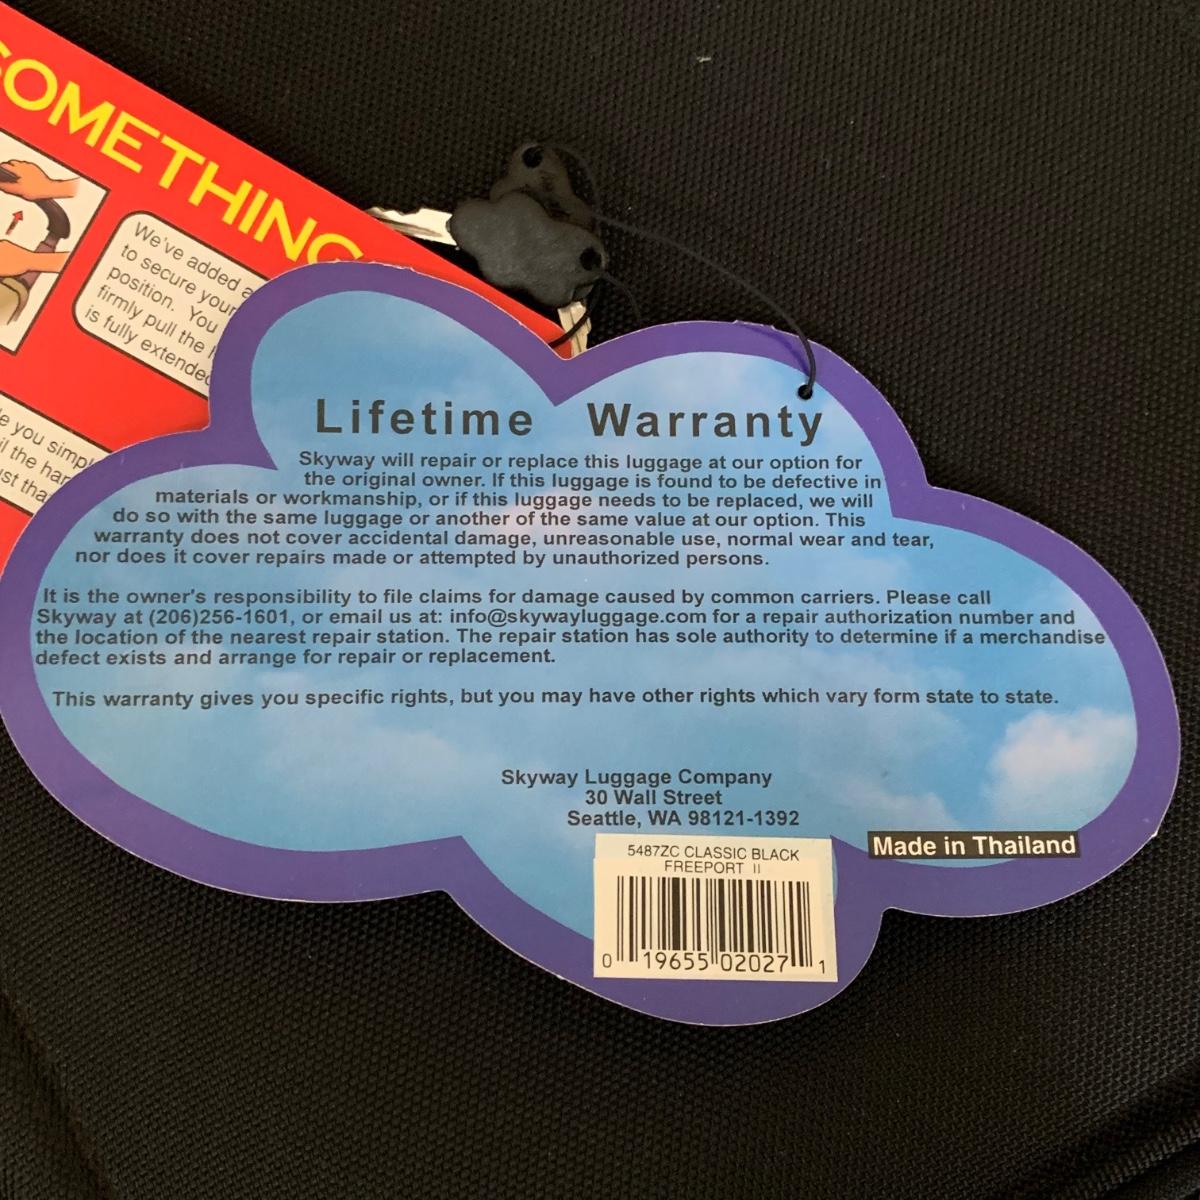 SOMETHING
We've added a
to secure your
position. You
firmly pull the
is fully extended
you simply
the
Lifetime Warranty
Skyway will repair or replace this luggage at our option for
the original owner. If this luggage is found to be defective in
materials or workmanship, or if this luggage needs to be replaced, we will
do so with the same luggage or another of the same value at our option. This
warranty does not cover accidental damage, unreasonable use, normal wear and tear,
nor does it cover repairs made or attempted by unauthorized persons.
It is the owner's responsibility to file claims for damage caused by common carriers. Please call
Skyway at (206)256-1601, or email us at: info@skywayluggage.com for a repair authorization number and
the location of the nearest repair station. The repair station has sole authority to determine if a merchandise
defect exists and arrange for repair or replacement.
This warranty gives you specific rights, but you may have other rights which vary form state to state.
Skyway Luggage Company
30 Wall Street
Seattle, WA 98121-1392
Made in Thailand
5487ZC CLASSIC BLACK
FREEPORT II
0 19655 02027 1